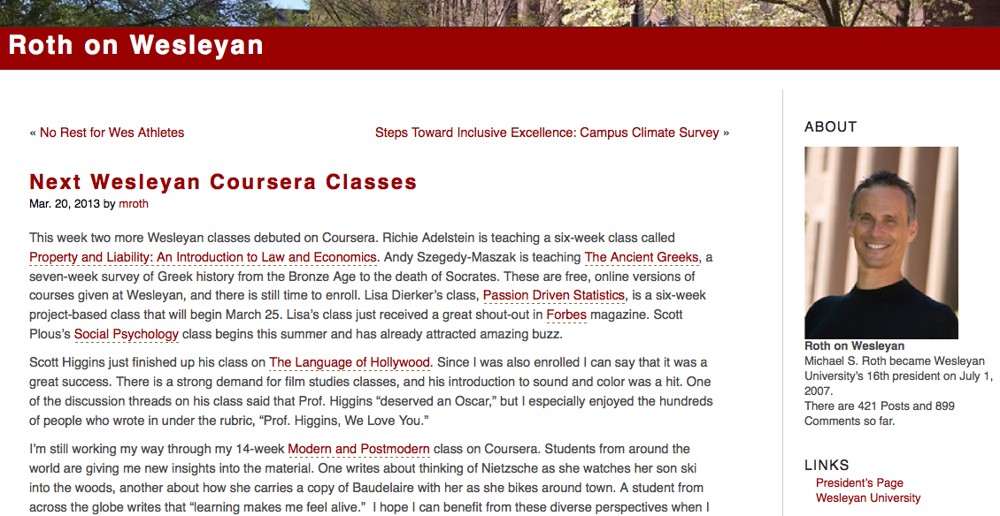 Roth on Wesleyan
« No Rest for Wes Athletes
Steps Toward Inclusive Excellence: Campus Climate Survey »
Next Wesleyan Coursera Classes
Mar. 20, 2013 by mroth
This week two more Wesleyan classes debuted on Coursera. Richie Adelstein is teaching a six-week class called
Property and Liability: An Introduction to Law and Economics. Andy Szegedy-Maszak is teaching The Ancient Greeks, a
seven-week survey of Greek history from the Bronze Age to the death of Socrates. These are free, online versions of
courses given at Wesleyan, and there is still time to enroll. Lisa Dierker's class, Passion Driven Statistics, is a six-week
project-based class that will begin March 25. Lisa's class just received a great shout-out in Forbes magazine. Scott
Plous's Social Psychology class begins this summer and has already attracted amazing buzz.
Scott Higgins just finished up his class on The Language of Hollywood. Since I was also enrolled I can say that it was a
great success. There is a strong demand for film studies classes, and his introduction to sound and color was a hit. One
of the discussion threads on his class said that Prof. Higgins “deserved an Oscar,” but I especially enjoyed the hundreds
of people who wrote in under the rubric, “Prof. Higgins, We Love You.”
I'm still working my way through my 14-week Modern and Postmodern class on Coursera. Students from around the
world are giving me new insights into the material. One writes about thinking of Nietzsche as she watches her son ski
into the woods, another about how she carries a copy of Baudelaire with her as she bikes around town. A student from
across the globe writes that “learning makes me feel alive.”  I hope I can benefit from these diverse perspectives when I
ABOUT
Roth on Wesleyan
Michael S. Roth became Wesleyan
University's 16th president on July 1,
2007.
There are 421 Posts and 899
Comments so far.
LINKS
President's Page
Wesleyan University